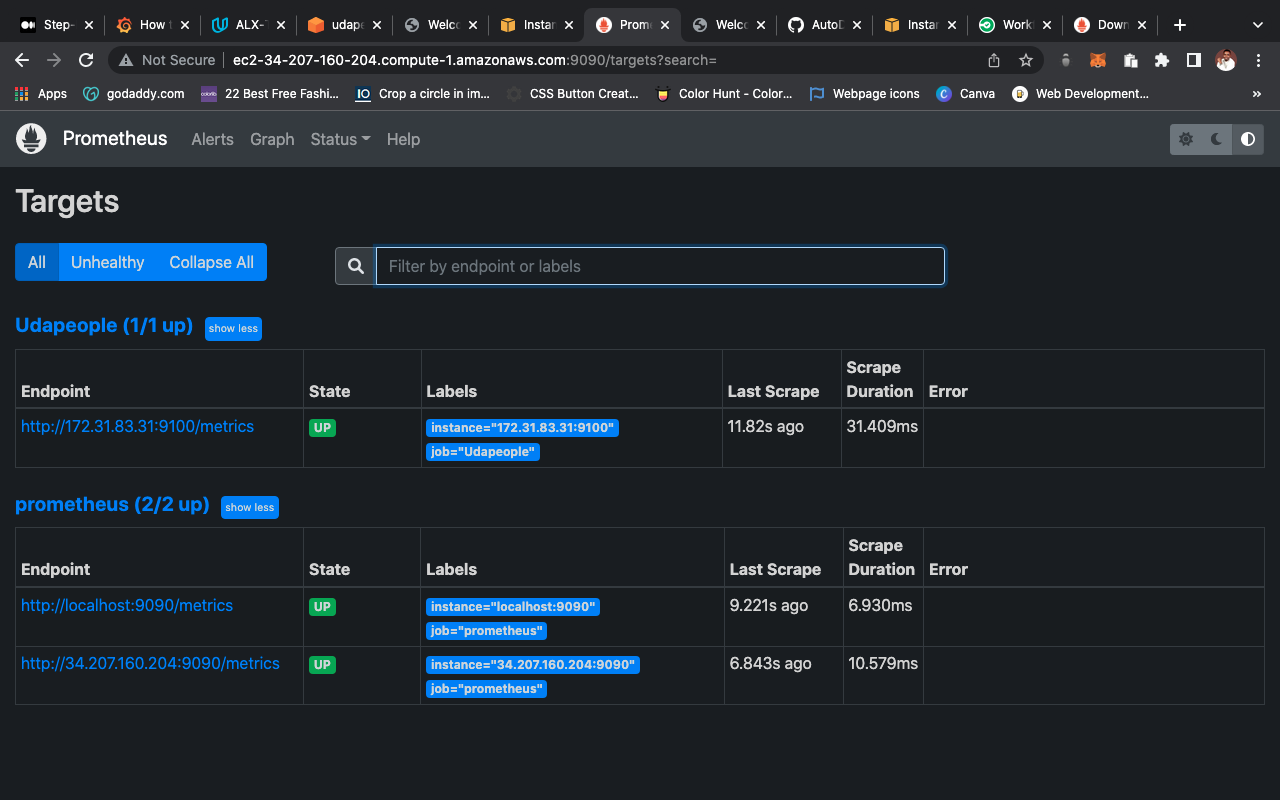 Step- How t ALX-T udape Welco Instan Prome Welco AutoD Instan Work Down
Not Secure ec2-34-207-160-204.compute-1.amazonaws.com:9090/targets?search=
Apps godaddy.com 22 Best Free Fashi... Crop a circle in im... CSS Button Creat... Color Hunt - Color... Webpage icons Canva Web Development... »
Prometheus Alerts Graph Status Help
Targets
All Unhealthy Collapse All Filter by endpoint or labels
Udapeople (1/1 up) show less
Endpoint State Labels Last Scrape Scrape Duration Error
http://172.31.83.31:9100/metrics UP instance="172.31.83.31:9100" 11.82s ago 31.409ms
job="Udapeople"
prometheus (2/2 up) show less
Endpoint State Labels Last Scrape Scrape Duration Error
http://localhost:9090/metrics UP instance="localhost:9090" 9.221s ago 6.930ms
job="prometheus"
http://34.207.160.204:9090/metrics UP instance="34.207.160.204:9090" 6.843s ago 10.579ms
job="prometheus"